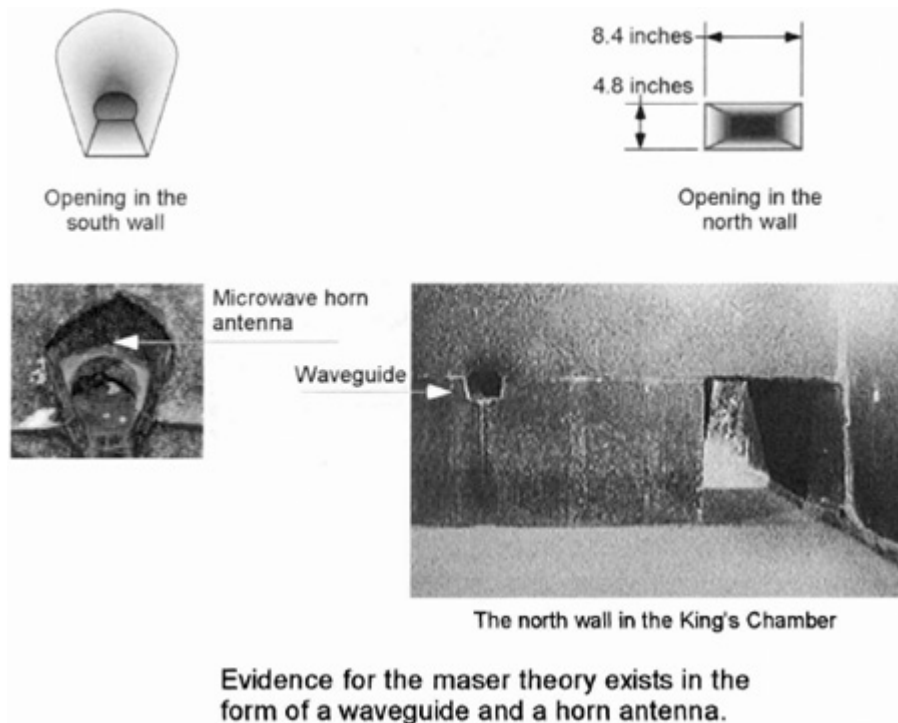 8.4 inches
4.8 inches
Opening in the
south wall
Opening in the
north wall
Microwave horn
antenna
Waveguide
The north wall in the King's Chamber
Evidence for the maser theory exists in the
form of a waveguide and a horn antenna.